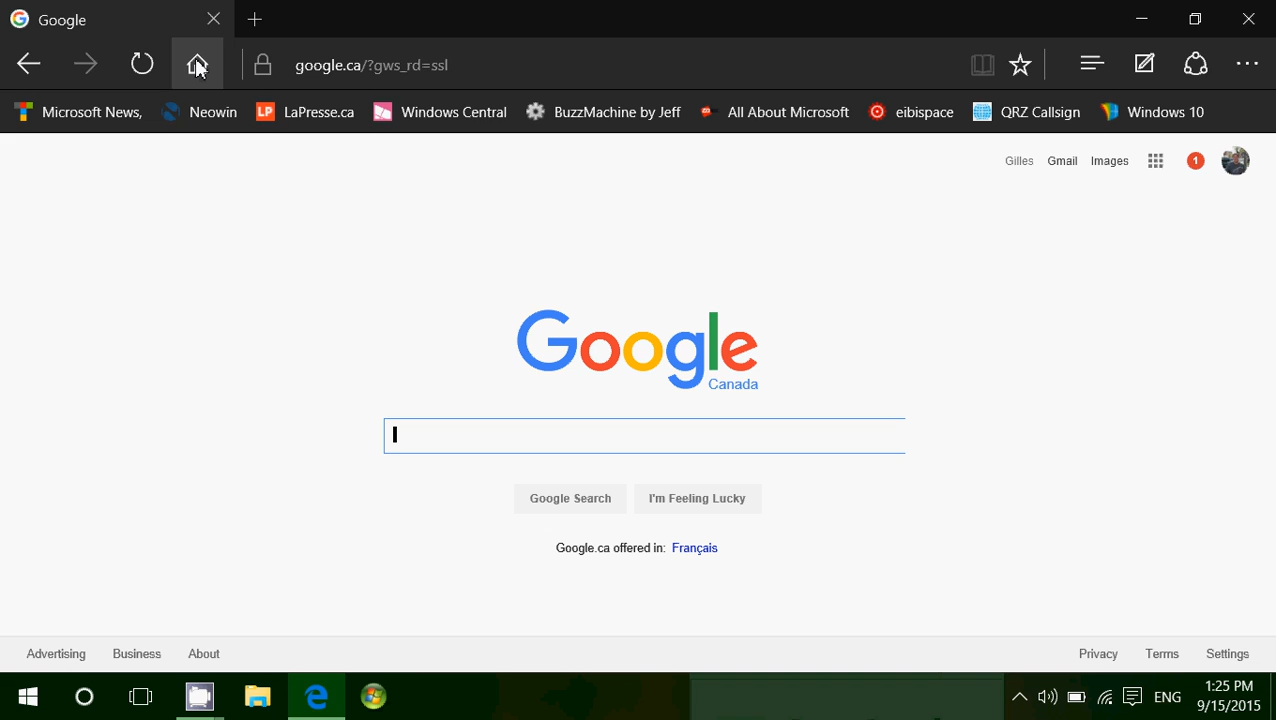 Google
google.ca/?gws_rd=ssl
Microsoft News, Neowin LaPresse.ca Windows Central BuzzMachine by Jeff All About Microsoft eibispace QRZ Callsign Windows 10
Gilles Gmail Images 1
Google
Canada
Google Search I'm Feeling Lucky
Google.ca offered in: Français
Advertising Business About Privacy Terms Settings
ENG 1:25 PM
9/15/2015